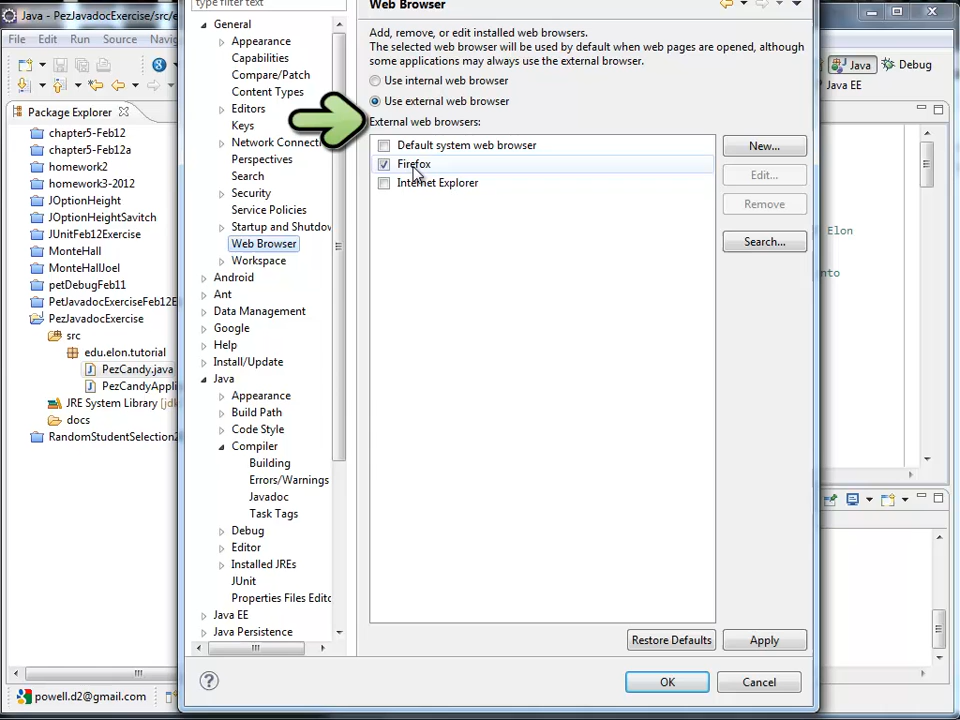 Java - PezJavadocExercise/src/e
File Edit Run Source Navig
Java
Debug
Java EE
Package Explorer
chapter5-Feb12
chapter5-Feb12a
homework2
homework3-2012
JOptionHeight
JOptionHeightSavitch
JUnitFeb12Exercise
MonteHall
MonteHallJoel
petDebugFeb11
PetJavadocExerciseFeb12E
PezJavadocExercise
src
edu.elon.tutorial
PezCandy.java
PezCandyAppli
JRE System Library [jdk
docs
RandomStudentSelection2
powell.d2@gmail.com
type filter text
General
Appearance
Capabilities
Compare/Patch
Content Types
Editors
Keys
Network Connecti
Perspectives
Search
Security
Service Policies
Startup and Shutdov
Web Browser
Workspace
Android
Ant
Data Management
Google
Help
Install/Update
Java
Appearance
Build Path
Code Style
Compiler
Building
Errors/Warnings
Javadoc
Task Tags
Debug
Editor
Installed JREs
JUnit
Properties Files Edito
Java EE
Java Persistence
Web Browser
Add, remove, or edit installed web browsers.
The selected web browser will be used by default when web pages are opened, although
some applications may always use the external browser.
Use internal web browser
Use external web browser
External web browsers:
Default system web browser
Firefox
Internet Explorer
New...
Edit...
Remove
Search...
Restore Defaults
Apply
OK
Cancel
Elon
nto